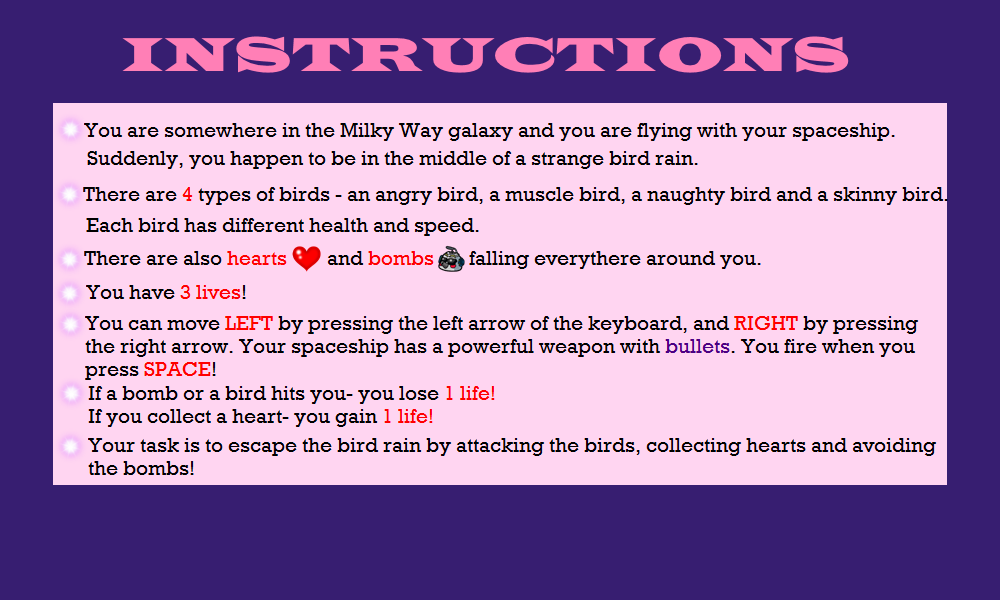 INSTRUCTIONS
You are somewhere in the Milky Way galaxy and you are flying with your spaceship.
Suddenly, you happen to be in the middle of a strange bird rain.
There are 4 types of birds - an angry bird, a muscle bird, a naughty bird and a skinny bird.
Each bird has different health and speed.
There are also hearts and bombs falling everythere around you.
You have 3 lives!
You can move LEFT by pressing the left arrow of the keyboard, and RIGHT by pressing
the right arrow. Your spaceship has a powerful weapon with bullets. You fire when you
press SPACE!
If a bomb or a bird hits you- you lose 1 life!
If you collect a heart- you gain 1 life!
Your task is to escape the bird rain by attacking the birds, collecting hearts and avoiding
the bombs!